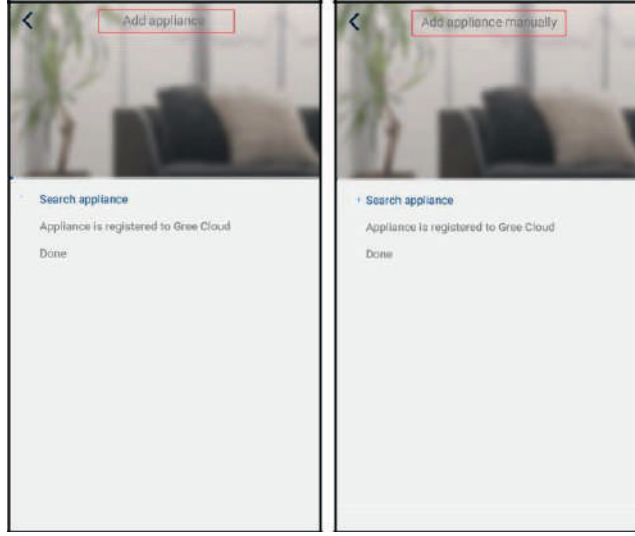 Add appliance
Search appliance
Appliance is registered to Gree Cloud
Done
Add appliance manually
Search appliance
Appliance is registered to Gree Cloud
Done